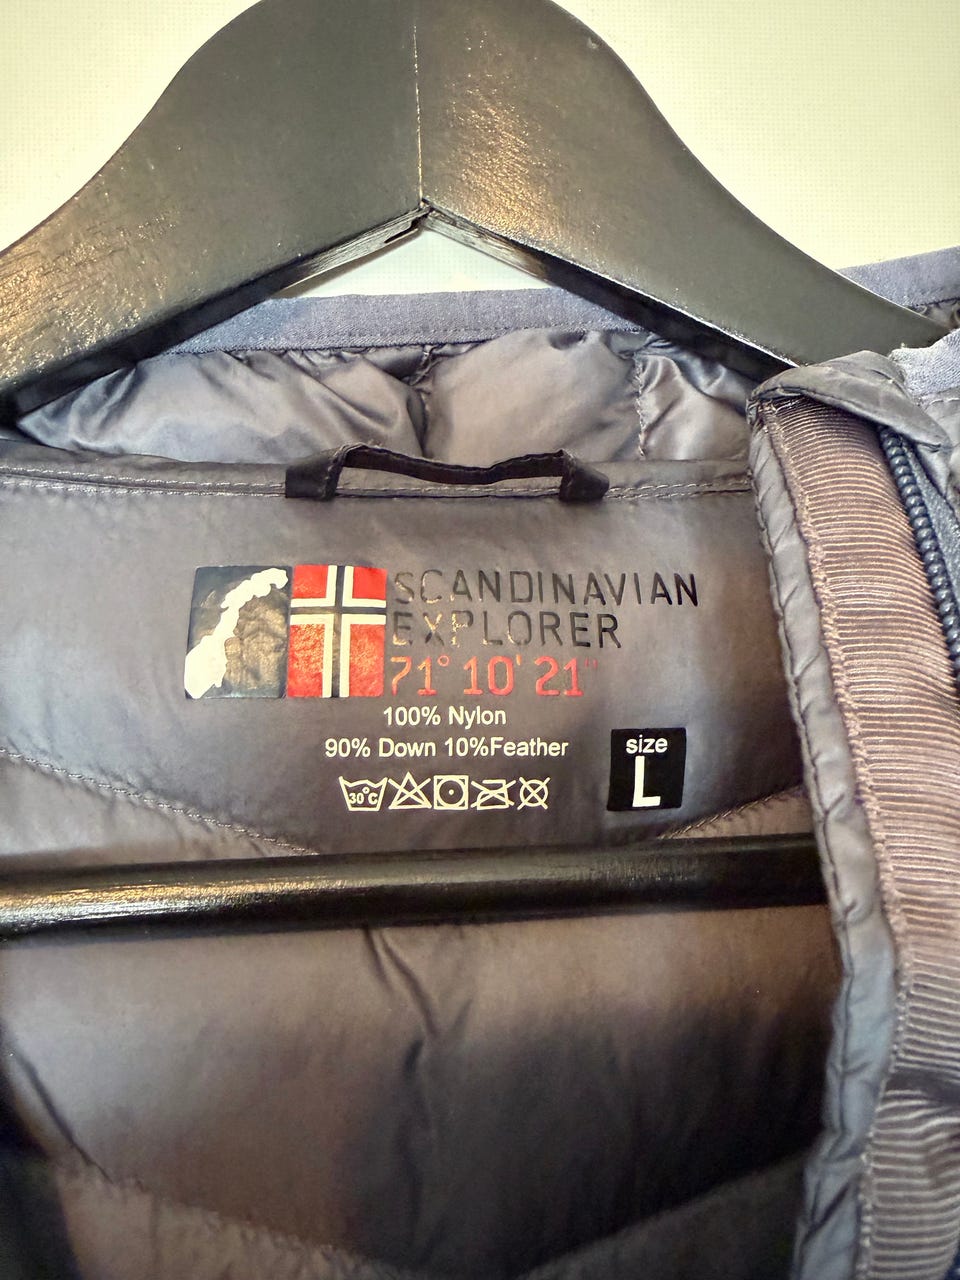 SCANDINAVIAN
EXPLORER
71° 10' 21"
100% Nylon
90% Down 10%Feather
30°C
size
L